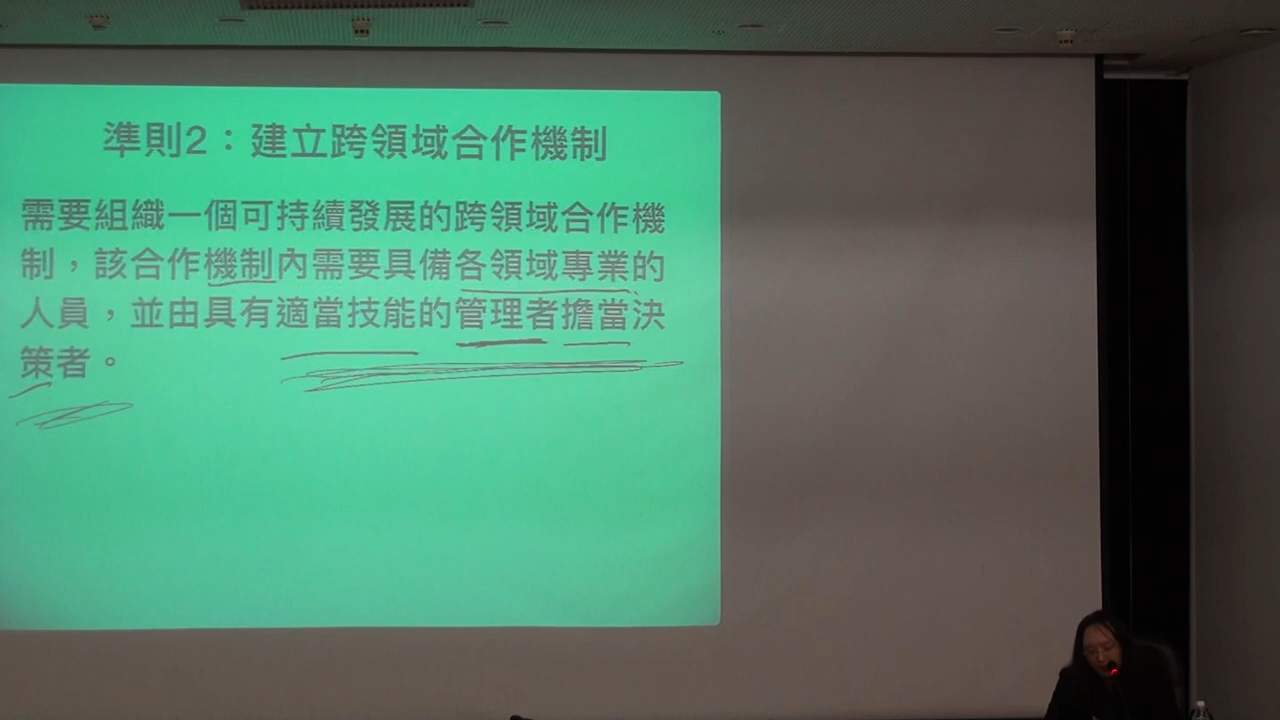 準則2：建立跨領域合作機制
需要組織一個可持續發展的跨領域合作機
制，該合作機制內需要具備各領域專業的
人員，並由具有適當技能的管理者擔當決
策者。